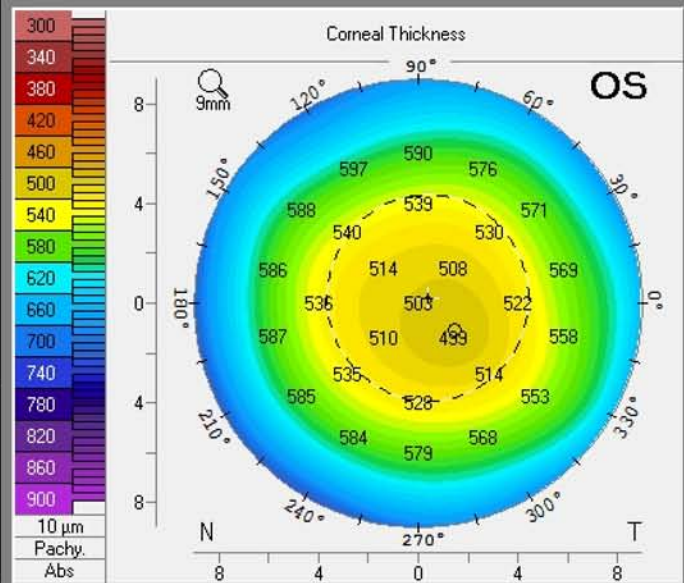 Corneal Thickness
300
340
380
420
460
500
540
580
620
660
700
740
780
820
860
900
10 µm
Pachy.
Abs
9mm
OS
90°
120° 60°
150° 30°
180° 0°
210° 330°
240° 300°
270°
8
4
0
4
8
590
597 576
588 539 571
540 530
586 514 508 569
536 503 522
587 510 499 558
535 514
585 528 553
584 568
579
N T
8 4 0 4 8